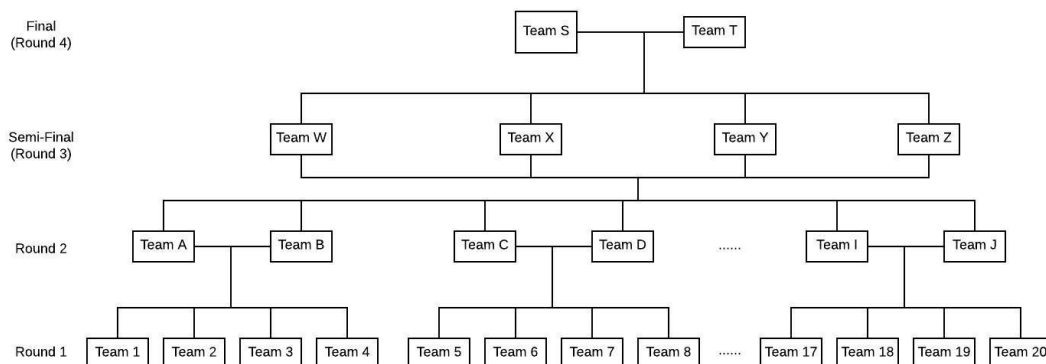 Final
(Round 4)
Team S
Team T
Semi-Final
(Round 3)
Team W
Team X
Team Y
Team Z
Round 2
Team A
Team B
Team C
Team D
......
Team I
Team J
Round 1
Team 1
Team 2
Team 3
Team 4
Team 5
Team 6
Team 7
Team 8
......
Team 17
Team 18
Team 19
Team 20